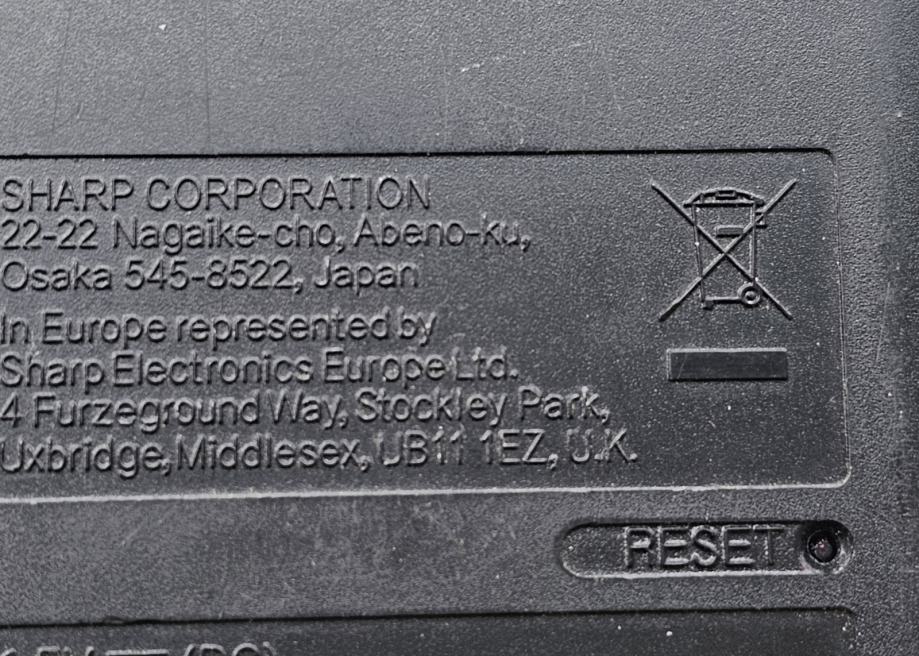 SHARP CORPORATION
22-22 Nagaike-cho, Abeno-ku,
Osaka 545-8522, Japan
In Europe represented by
Sharp Electronics Europe Ltd.
4 Furzeground Way, Stockley Park,
Uxbridge, Middlesex, UB11 1EZ, U.K.
RESET
(DC)